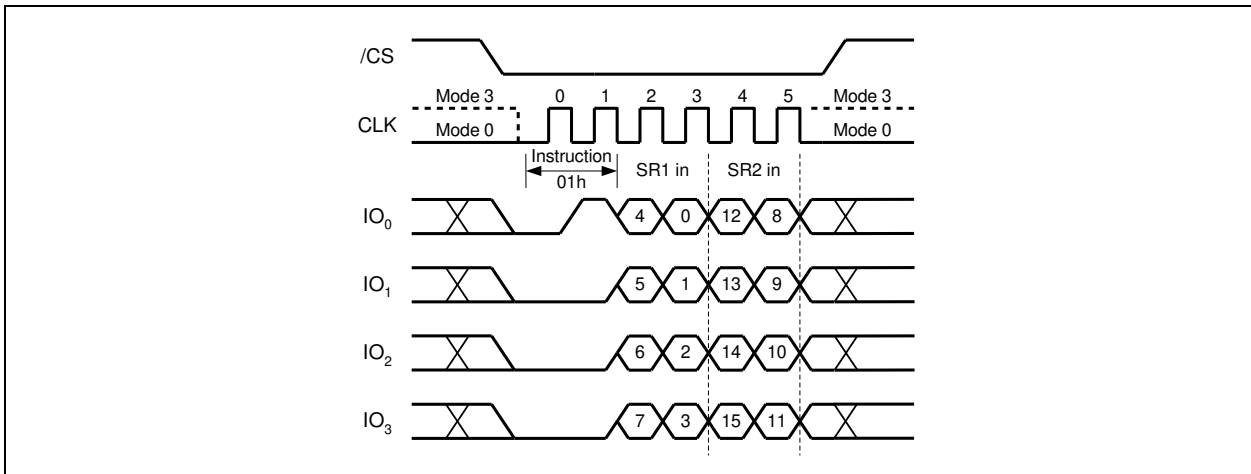 /CS
Mode 3 0 1 2 3 4 5 Mode 3
CLK Mode 0 Mode 0
Instruction SR1 in SR2 in
01h
IO0 4 0 12 8
IO1 5 1 13 9
IO2 6 2 14 10
IO3 7 3 15 11